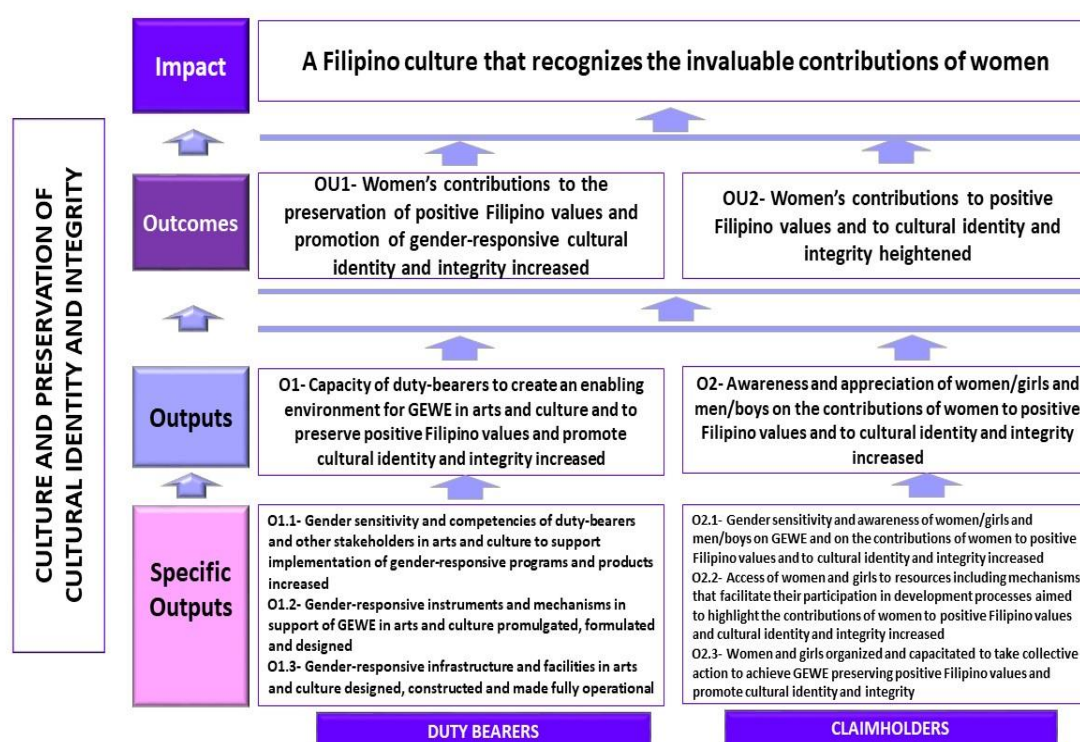 CULTURE AND PRESERVATION OF
CULTURAL IDENTITY AND INTEGRITY
Impact
A Filipino culture that recognizes the invaluable contributions of women
Outcomes
OU1- Women's contributions to the
preservation of positive Filipino values and
promotion of gender-responsive cultural
identity and integrity increased
OU2- Women's contributions to positive
Filipino values and to cultural identity and
integrity heightened
Outputs
O1- Capacity of duty-bearers to create an enabling
environment for GEWE in arts and culture and to
preserve positive Filipino values and promote
cultural identity and integrity increased
O2- Awareness and appreciation of women/girls and
men/boys on the contributions of women to positive
Filipino values and to cultural identity and integrity
increased
Specific
Outputs
O1.1- Gender sensitivity and competencies of duty-bearers
and other stakeholders in arts and culture to support
implementation of gender-responsive programs and products
increased
O1.2- Gender-responsive instruments and mechanisms in
support of GEWE in arts and culture promulgated, formulated
and designed
O1.3- Gender-responsive infrastructure and facilities in arts
and culture designed, constructed and made fully operational
O2.1- Gender sensitivity and awareness of women/girls and
men/boys on GEWE and on the contributions of women to positive
Filipino values and to cultural identity and integrity increased
O2.2- Access of women and girls to resources including mechanisms
that facilitate their participation in development processes aimed
to highlight the contributions of women to positive Filipino values
and cultural identity and integrity increased
O2.3- Women and girls organized and capacitated to take collective
action to achieve GEWE preserving positive Filipino values and
promote cultural identity and integrity
DUTY BEARERS
CLAIMHOLDERS